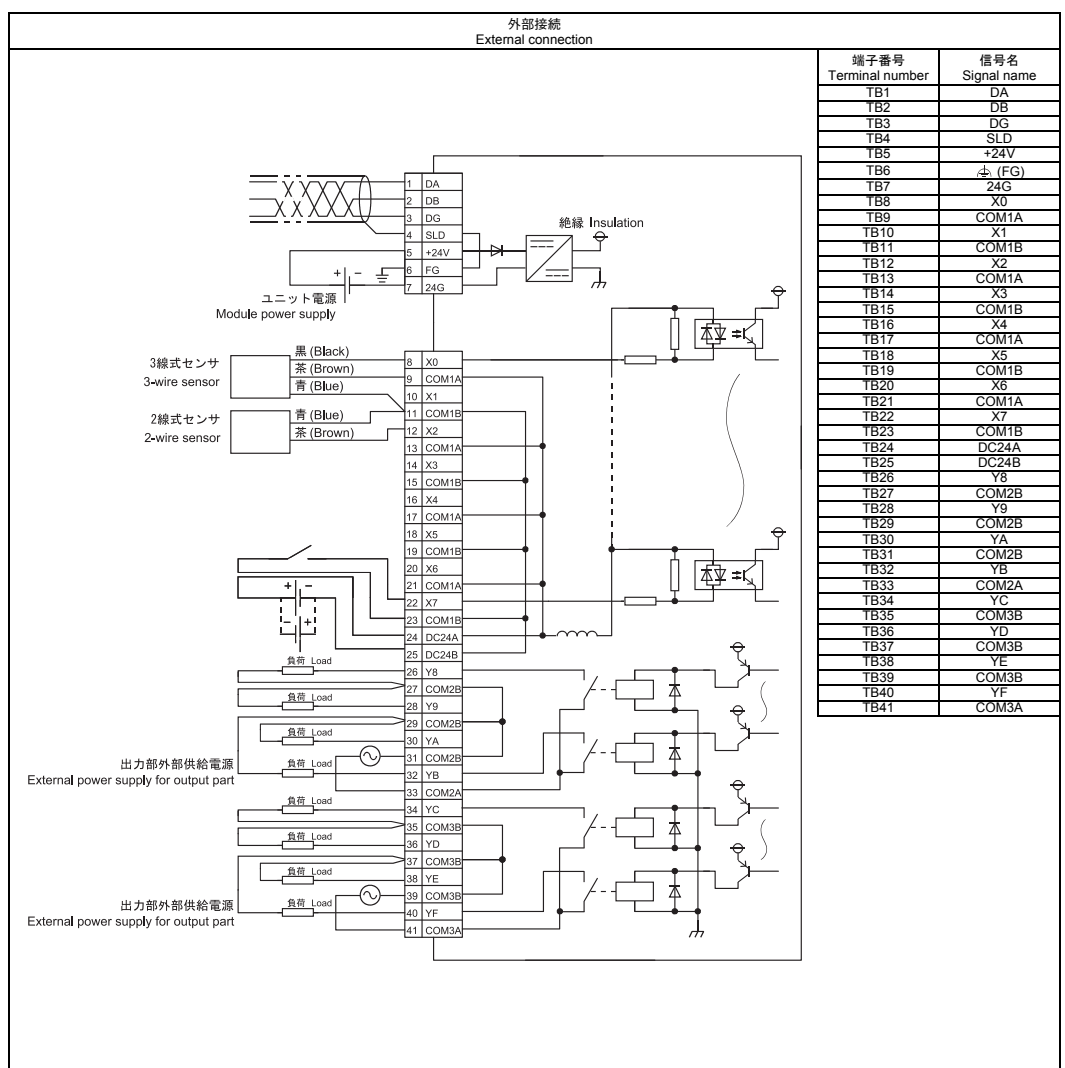 外部接続
External connection
端子番号 信号名
Terminal number Signal name
TB1 DA
TB2 DB
TB3 DG
TB4 SLD
TB5 +24V
TB6 (FG)
TB7 24G
TB8 X0
TB9 COM1A
TB10 X1
TB11 COM1B
TB12 X2
TB13 COM1A
TB14 X3
TB15 COM1B
TB16 X4
TB17 COM1A
TB18 X5
TB19 COM1B
TB20 X6
TB21 COM1A
TB22 X7
TB23 COM1B
TB24 DC24A
TB25 DC24B
TB26 Y8
TB27 COM2B
TB28 Y9
TB29 COM2B
TB30 YA
TB31 COM2B
TB32 YB
TB33 COM2A
TB34 YC
TB35 COM3B
TB36 YD
TB37 COM3B
TB38 YE
TB39 COM3B
TB40 YF
TB41 COM3A
1 DA
2 DB
3 DG
4 SLD
5 +24V
6 FG
7 24G
絶縁 Insulation
+ −
ユニット電源
Module power supply
3線式センサ
3-wire sensor
黒 (Black)
茶 (Brown)
青 (Blue)
2線式センサ
2-wire sensor
青 (Blue)
茶 (Brown)
8 X0
9 COM1A
10 X1
11 COM1B
12 X2
13 COM1A
14 X3
15 COM1B
16 X4
17 COM1A
18 X5
19 COM1B
20 X6
21 COM1A
22 X7
23 COM1B
24 DC24A
25 DC24B
26 Y8
27 COM2B
28 Y9
29 COM2B
30 YA
31 COM2B
32 YB
33 COM2A
34 YC
35 COM3B
36 YD
37 COM3B
38 YE
39 COM3B
40 YF
41 COM3A
+ −
− +
負荷 Load
負荷 Load
負荷 Load
負荷 Load
出力部外部供給電源
External power supply for output part
負荷 Load
負荷 Load
負荷 Load
負荷 Load
出力部外部供給電源
External power supply for output part